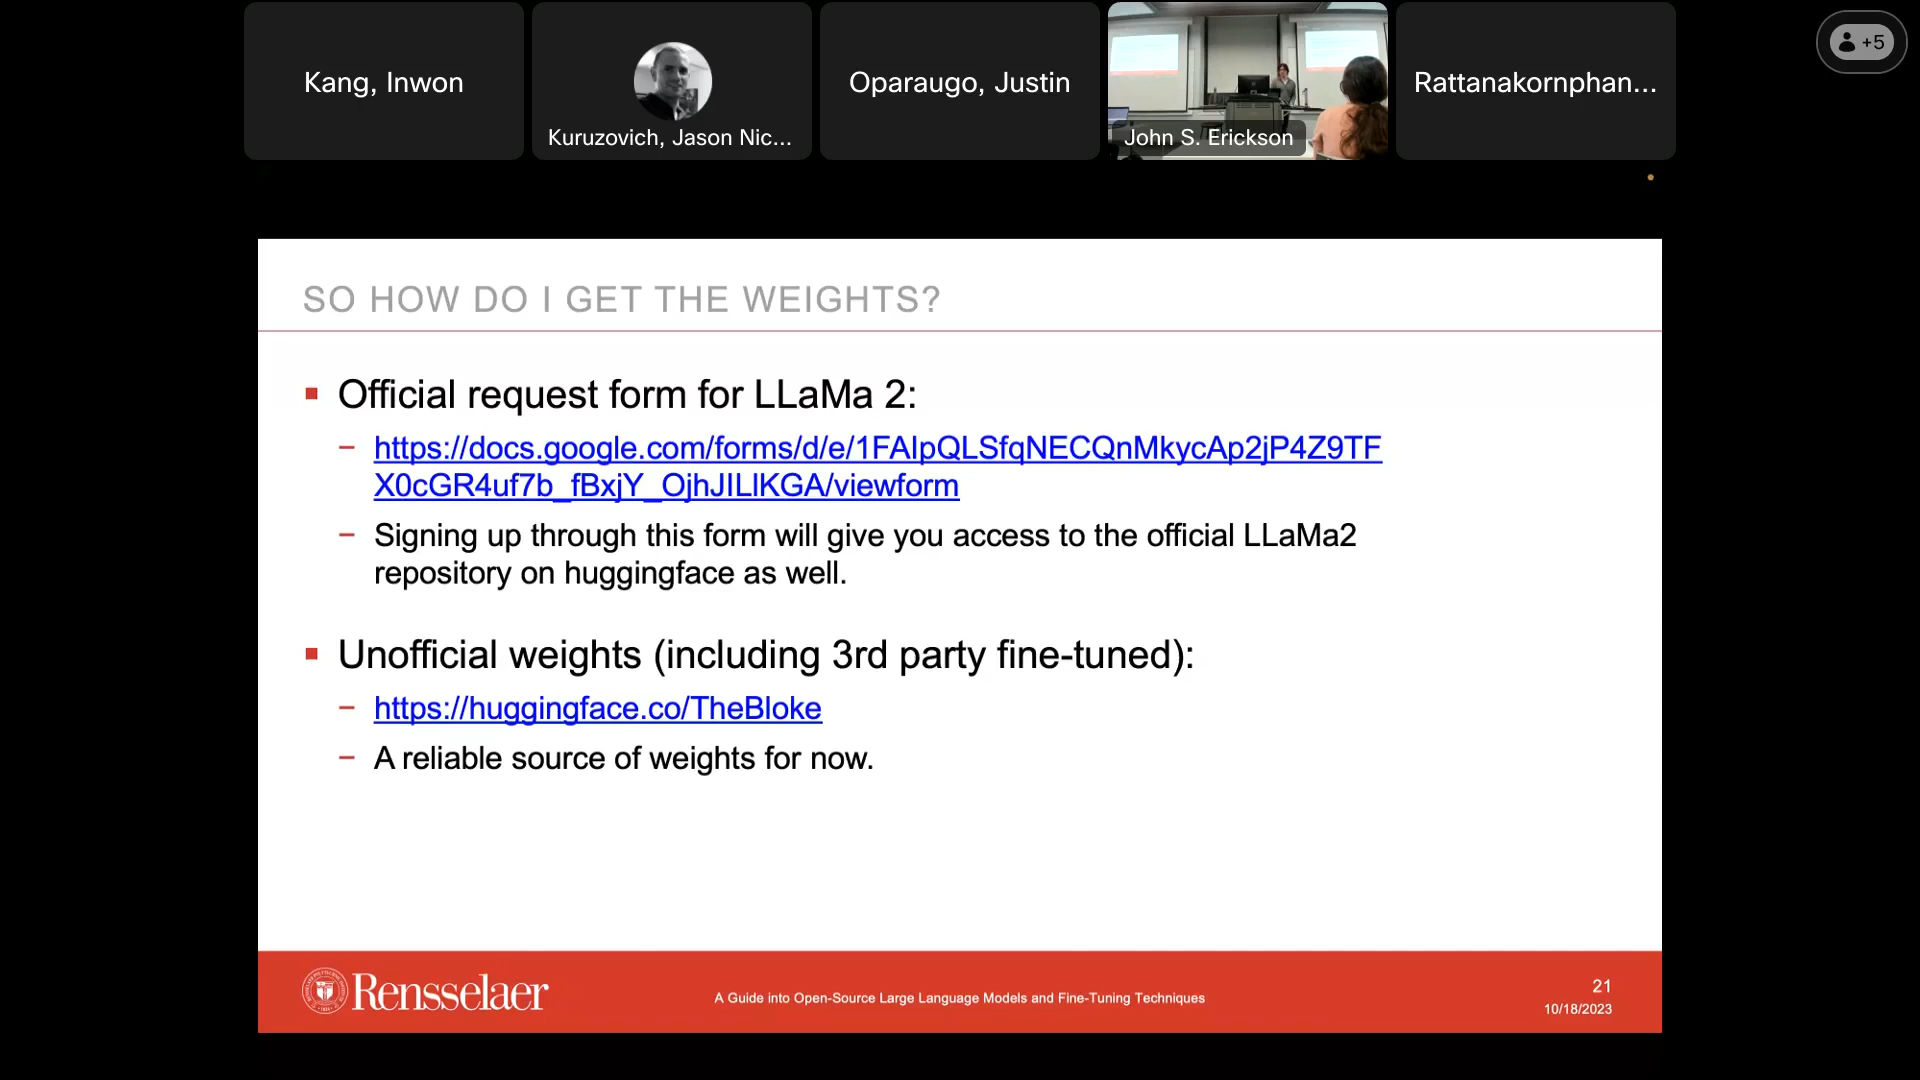 Kang, Inwon
Kuruzovich, Jason Nic...
Oparaugo, Justin
John S. Erickson
Rattanakornphan...
+5
SO HOW DO I GET THE WEIGHTS?
Official request form for LLaMa 2:
– https://docs.google.com/forms/d/e/1FAIpQLSfqNECQnMkycAp2jP4Z9TF
X0cGR4uf7b_fBxjY_OjhJILlKGA/viewform
– Signing up through this form will give you access to the official LLaMa2
repository on huggingface as well.
Unofficial weights (including 3rd party fine-tuned):
– https://huggingface.co/TheBloke
– A reliable source of weights for now.
Rensselaer
A Guide into Open-Source Large Language Models and Fine-Tuning Techniques
21
10/18/2023